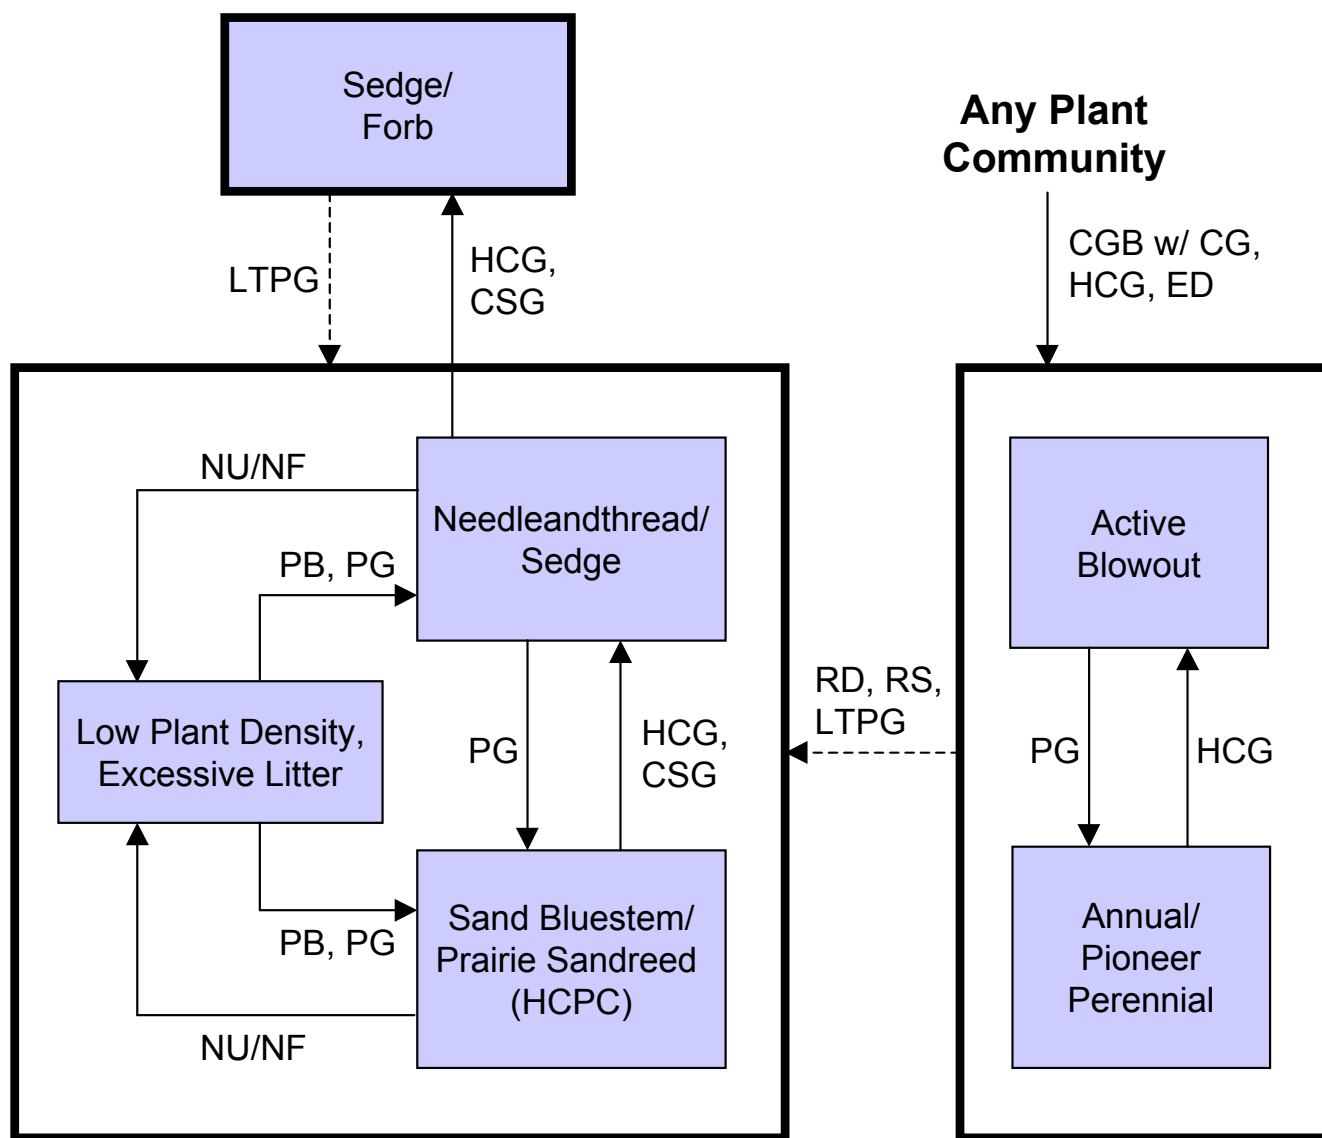 Sedge/
Forb
Any Plant
Community
LTPG
HCG,
CSG
CGB w/ CG,
HCG, ED
NU/NF
Needleandthread/
Sedge
PB, PG
Active
Blowout
Low Plant Density,
Excessive Litter
PG
HCG,
CSG
RD, RS,
LTPG
PG
HCG
Sand Bluestem/
Prairie Sandreed
(HCPC)
PB, PG
NU/NF
Annual/
Pioneer
Perennial